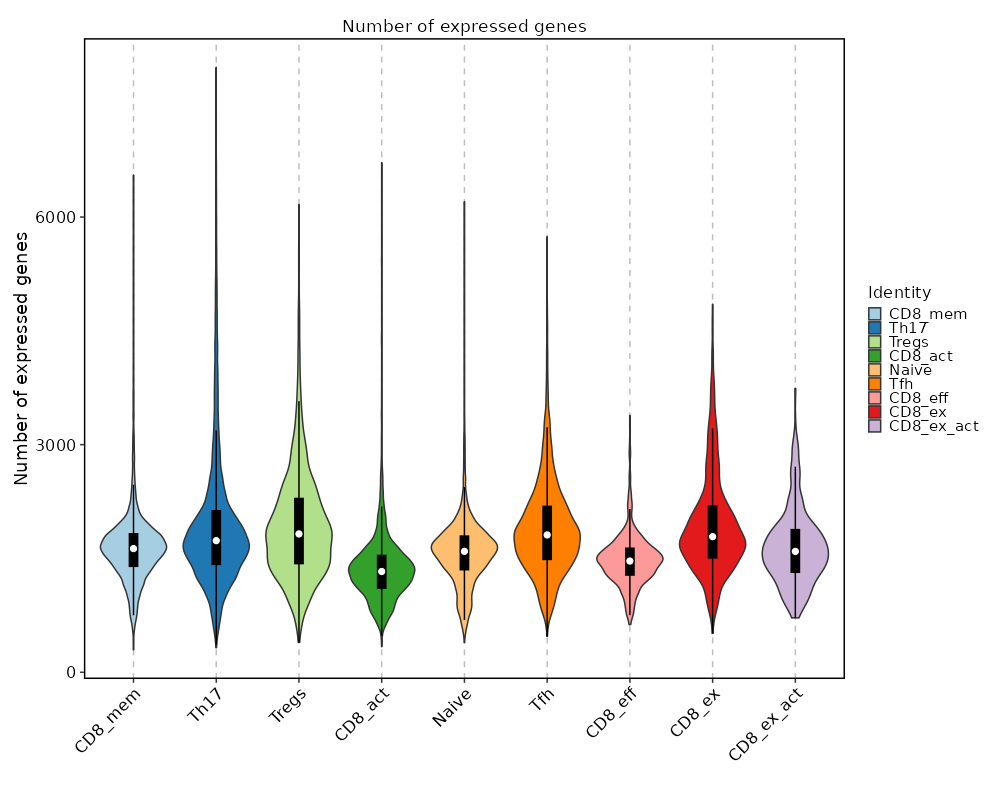 Number of expressed genes
Number of expressed genes
6000
3000
0
CD8_mem
Th17
Tregs
CD8_act
Naive
Tfh
CD8_eff
CD8_ex
CD8_ex_act
Identity
CD8_mem
Th17
Tregs
CD8_act
Naive
Tfh
CD8_eff
CD8_ex
CD8_ex_act